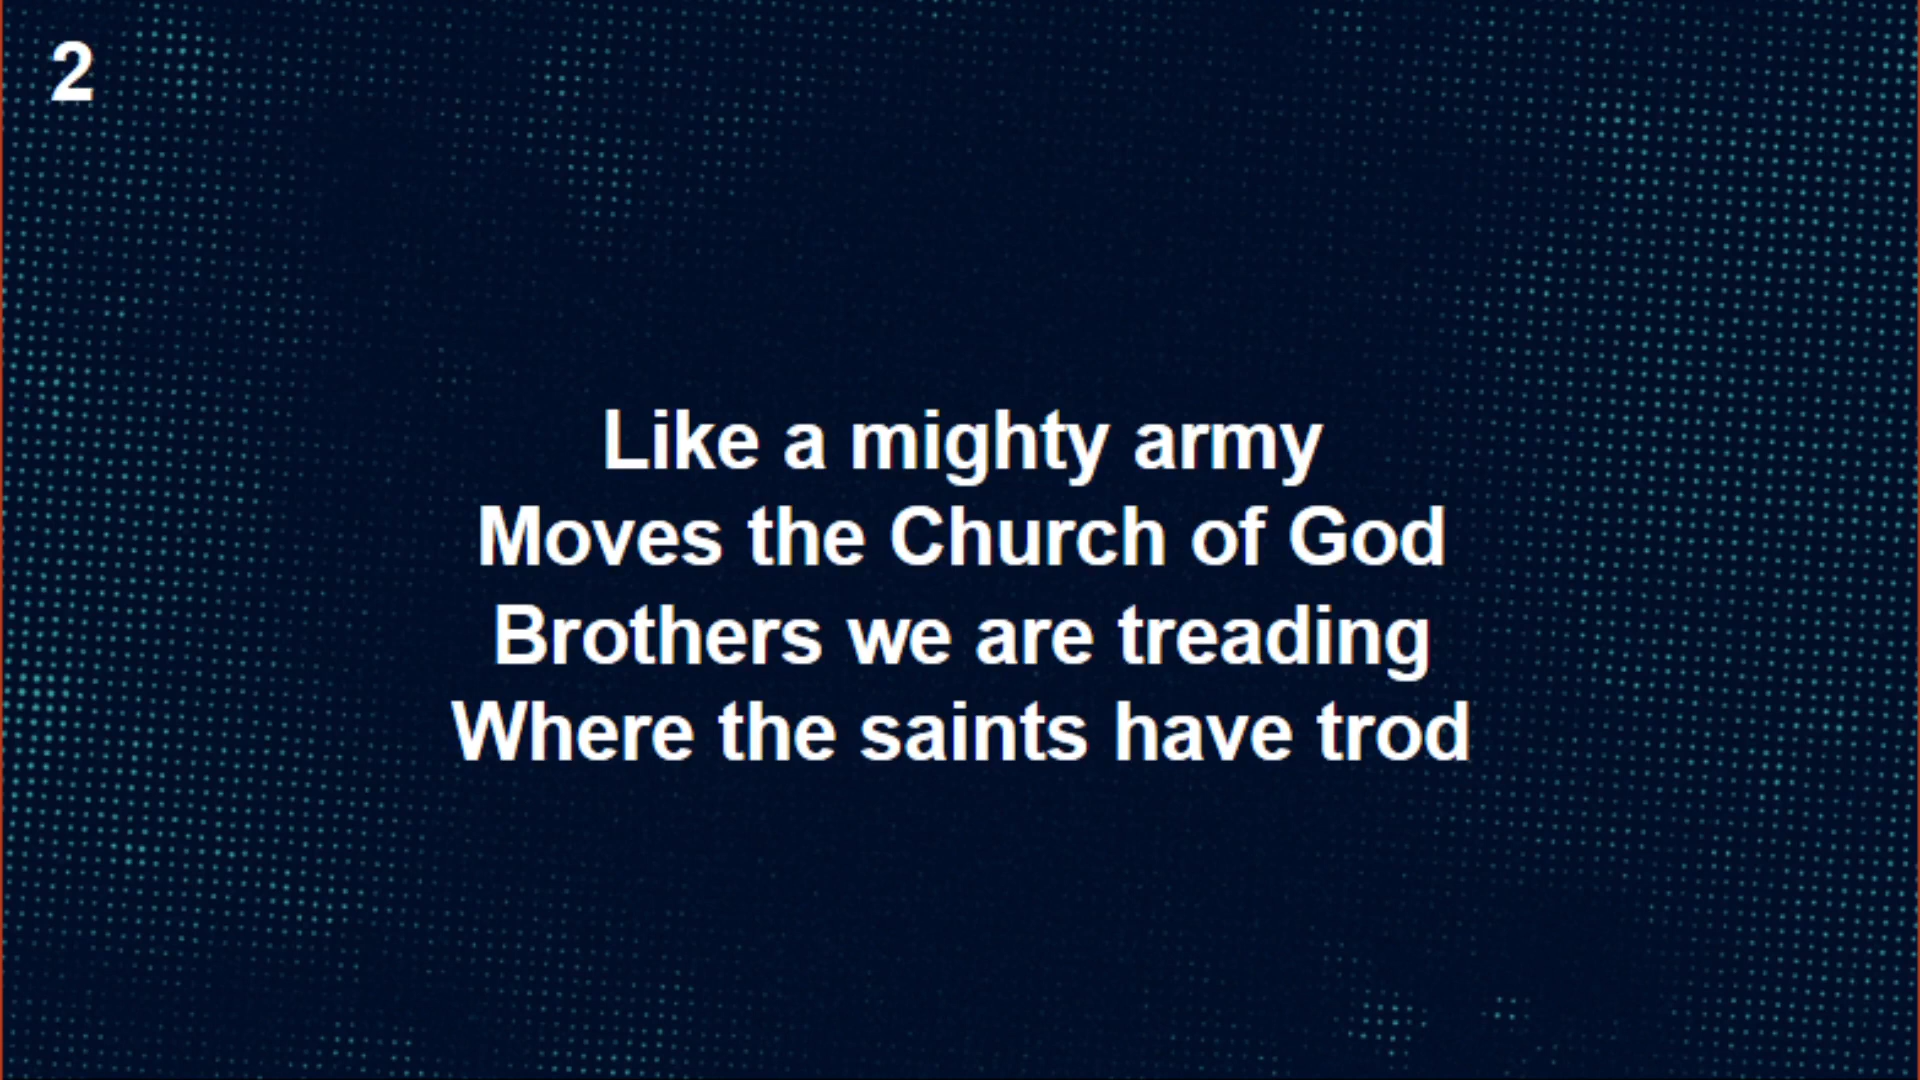 2
Like a mighty army
Moves the Church of God
Brothers we are treading
Where the saints have trod